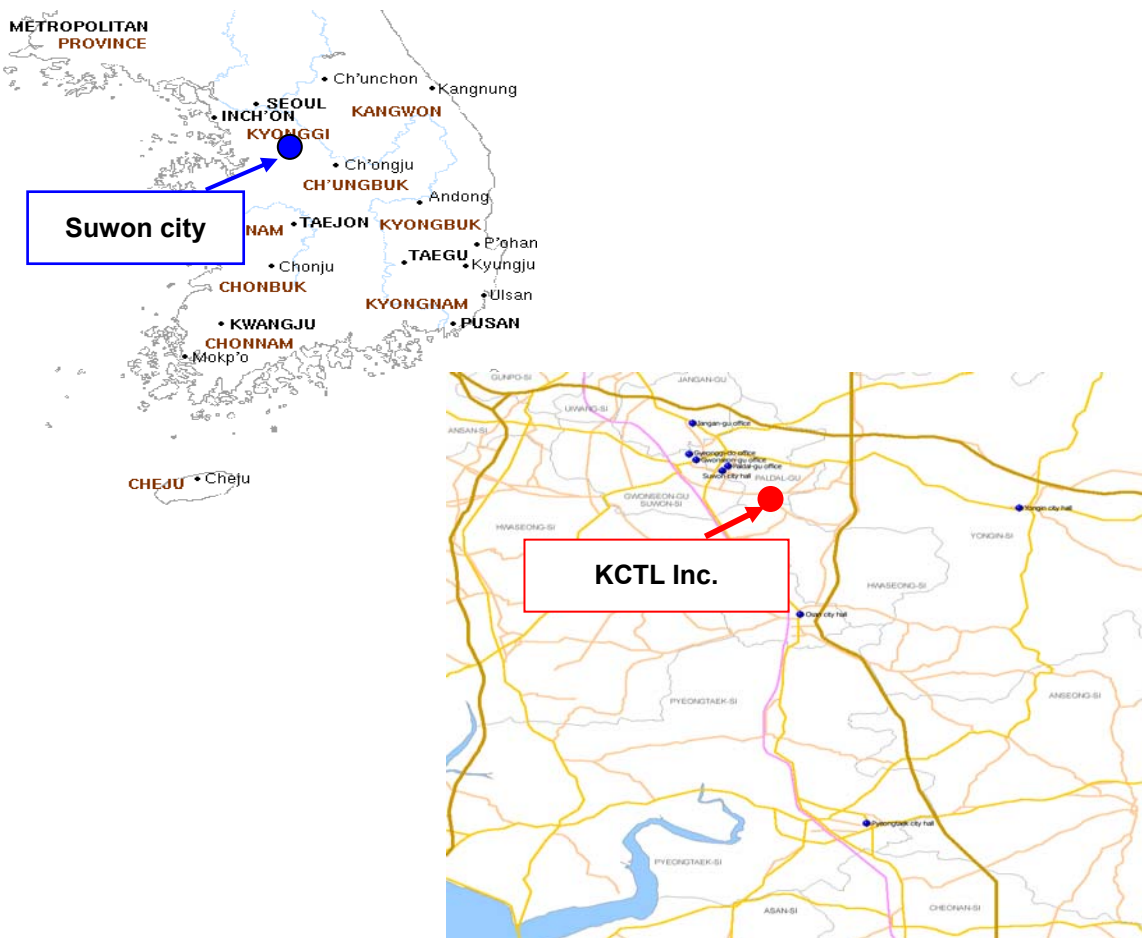 METROPOLITAN
PROVINCE
Ch'unchon
Kangnung
SEOUL
INCH'ON
KANGWON
KYONGGI
Ch'ongju
CH'UNGBUK
Andong
Suwon city
NAM
TAEJON
KYONGBUK
P'ohan
TAEGU
Kyungju
Chonju
CHONBUK
Ulsan
KYONGNAM
KWANGJU
PUSAN
CHONNAM
Mokp'o
CHEJU
Cheju
GUNPO-SI
JANGAN-GU
UIWANG-SI
Jangan-gu office
ANSAN-SI
Gyeonggi-do office
Gwonseon-gu office
Paldal-gu office
Suwon city hall
PALDAL-GU
GWONSEON-GU
SUWON-SI
Yongin city hall
HWASEONG-SI
YONGIN-SI
KCTL Inc.
HWASEONG-SI
Osan city hall
PYEONGTAEK-SI
ANSEONG-SI
Pyeongtaek city hall
PYEONGTAEK-SI
ASAN-SI
CHEONAN-SI